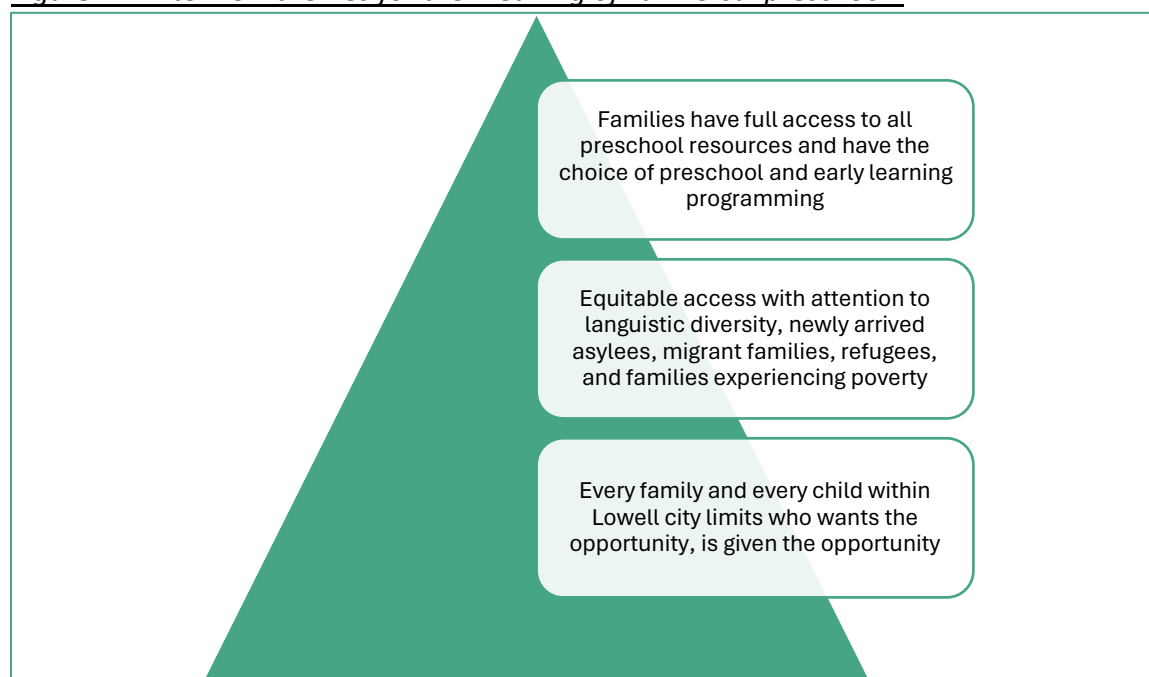 Families have full access to all
preschool resources and have the
choice of preschool and early learning
programming
Equitable access with attention to
languistic diversity, newly arrived
asylees, migrant families, refugees,
and families experiencing poverty
Every family and every child within
Lowell city limits who wants the
opportunity, is given the opportunity